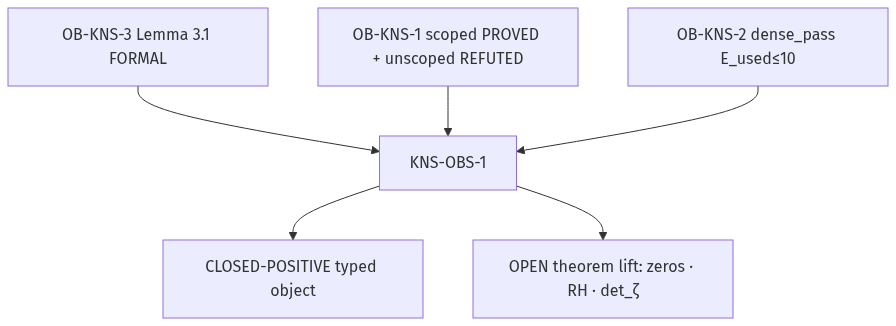 OB-KNS-3 Lemma 3.1
FORMAL
OB-KNS-1 scoped PROVED
+ unscoped REFUTED
OB-KNS-2 dense_pass
E_used≤10
KNS-OBS-1
CLOSED-POSITIVE typed
object
OPEN theorem lift: zeros ·
RH · det_ζ